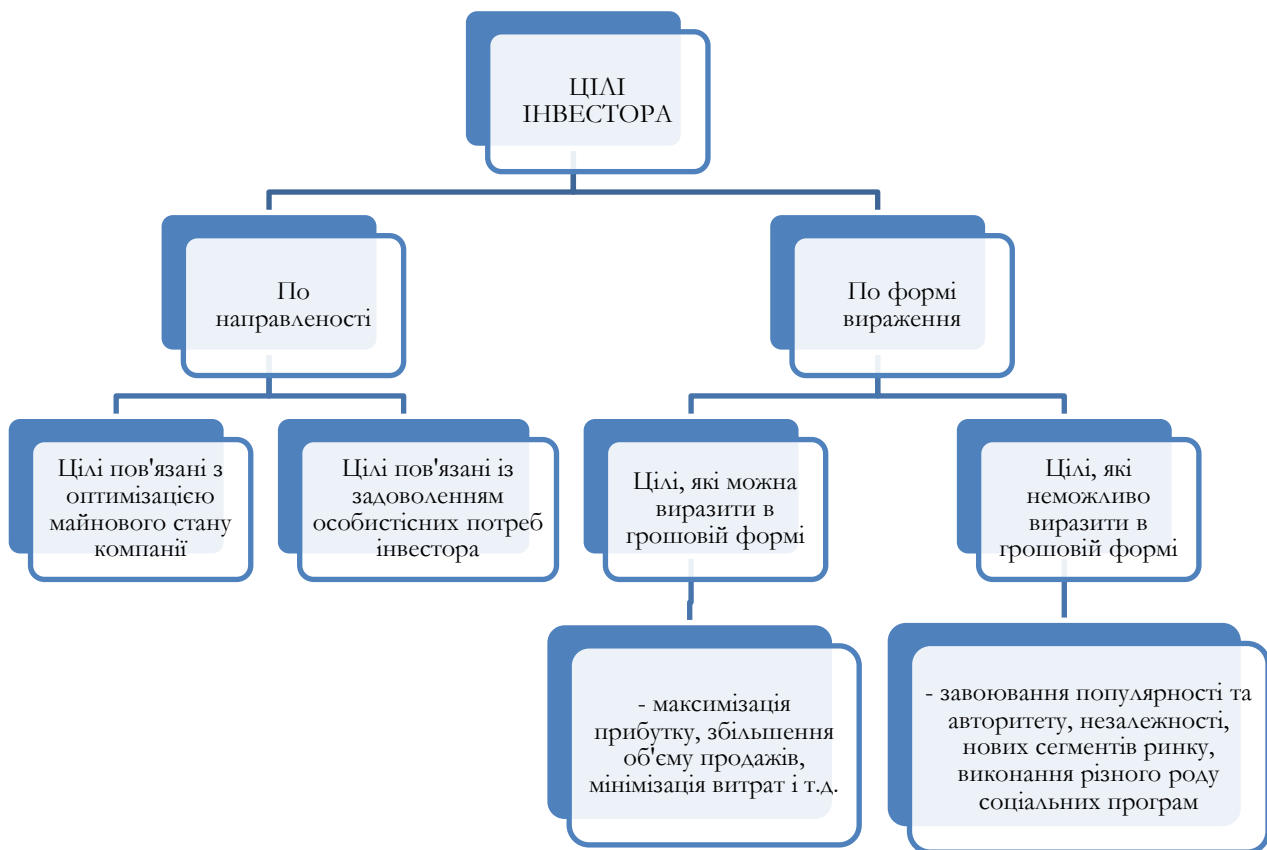 ЦІЛІ
ІНВЕСТОРА
По
направленості
По формі
вираження
Цілі пов'язані з
оптимізацією
майнового стану
компанії
Цілі пов'язані із
задоволенням
особистісних потреб
інвестора
Цілі, які можна
виразити в
грошовій формі
Цілі, які
неможливо
виразити в
грошовій формі
- максимізація
прибутку, збільшення
об'єму продажів,
мінімізація витрат і т.д.
- завоювання популярності та
авторитету, незалежності,
нових сегментів ринку,
виконання різного роду
соціальних програм